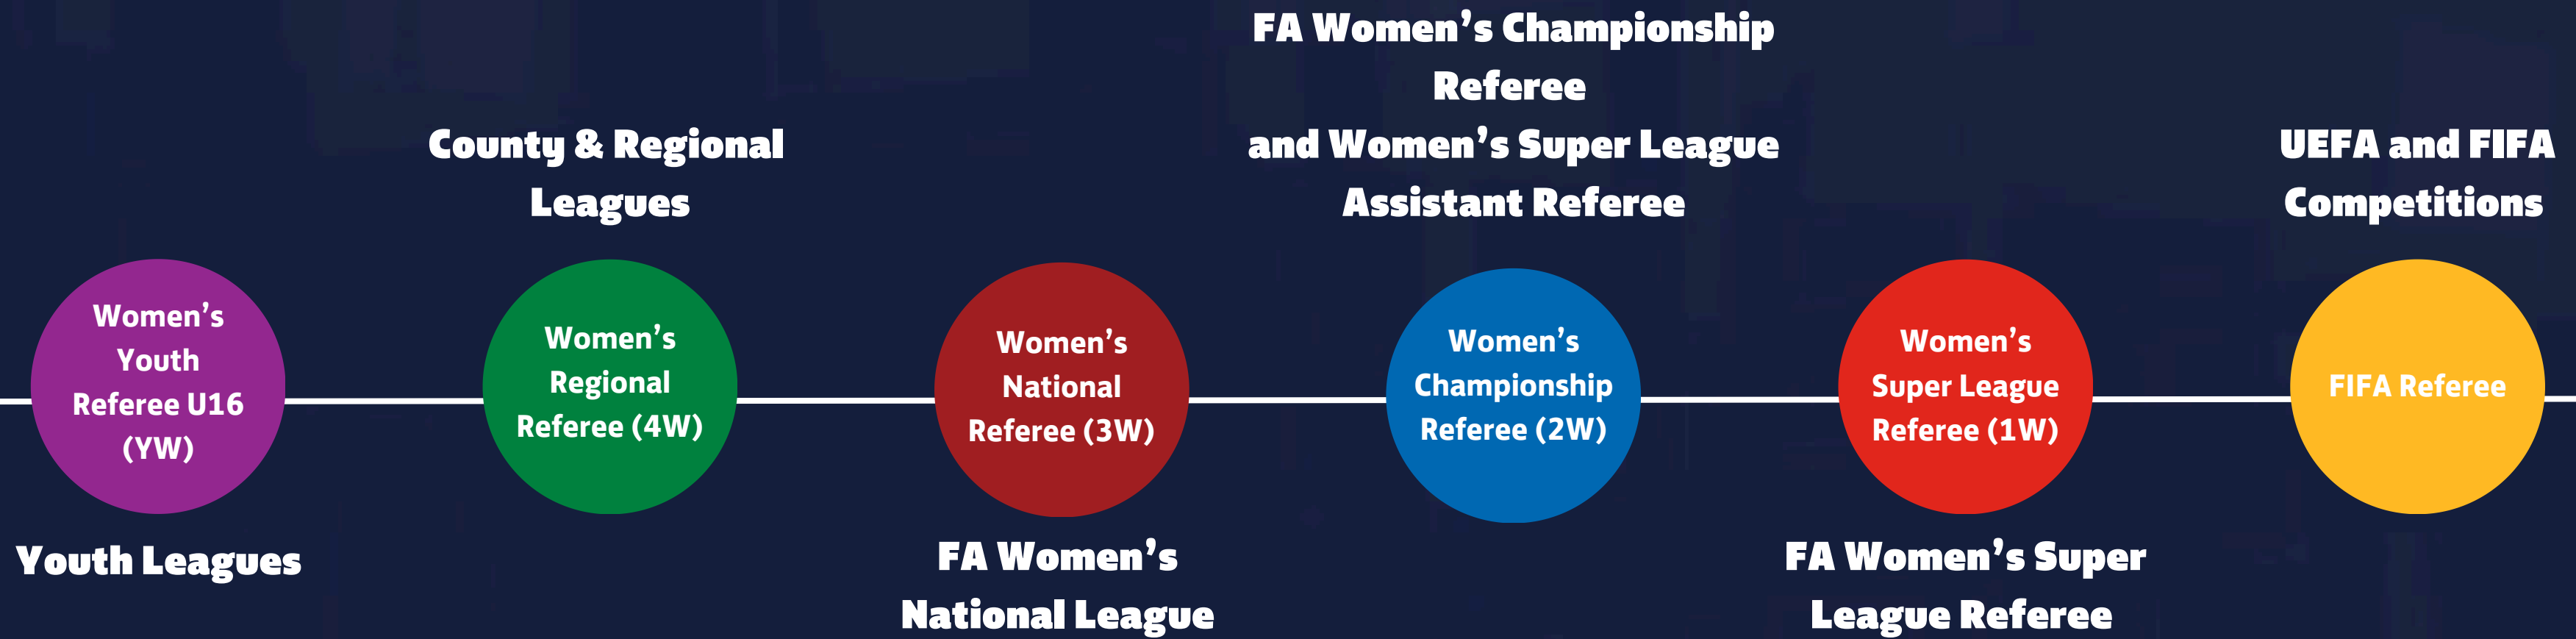 Women's
Youth
Referee U16
(YW)
Youth Leagues
County & Regional
Leagues
Women's
Regional
Referee (4W)
Women's
National
Referee (3W)
FA Women's
National League
FA Women's Championship
Referee
and Women's Super League
Assistant Referee
Women's
Championship
Referee (2W)
Women's
Super League
Referee (1W)
FA Women's Super
League Referee
UEFA and FIFA
Competitions
FIFA Referee